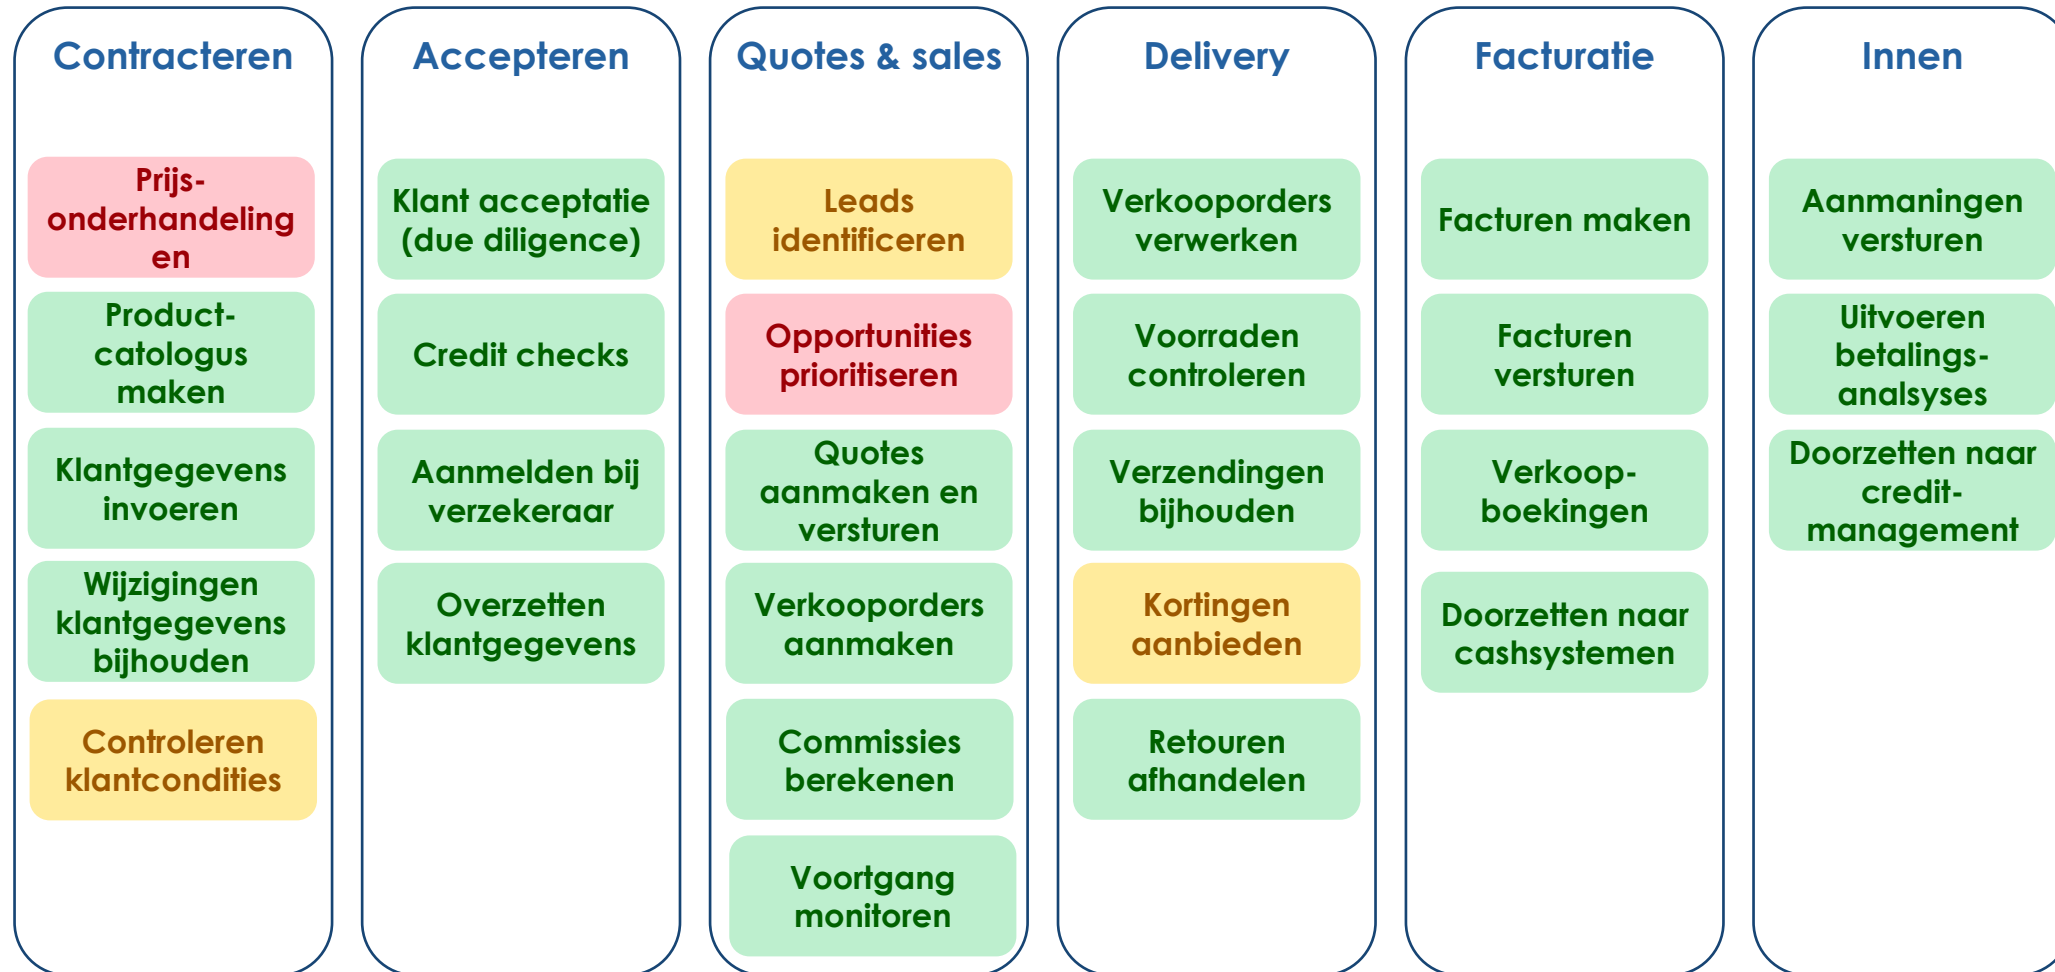 Contracteren
Prijs-
onderhandeling
en
Product-
catologus
maken
Klantgegevens
invoeren
Wijzigingen
klantgegevens
bijhouden
Controleren
klantcondities
Accepteren
Klant acceptatie
(due diligence)
Credit checks
Aanmelden bij
verzekeraar
Overzetten
klantgegevens
Quotes & sales
Leads
identificeren
Opportunities
prioritiseren
Quotes
aanmaken en
versturen
Verkooporders
aanmaken
Commissies
berekenen
Voortgang
monitoren
Delivery
Verkooporders
verwerken
Voorraden
controleren
Verzendingen
bijhouden
Kortingen
aanbieden
Retouren
afhandelen
Facturatie
Facturen maken
Facturen
versturen
Verkoop-
boekingen
Doorzetten naar
cashsystemen
Innen
Aanmaningen
versturen
Uitvoeren
betalings-
analsyses
Doorzetten naar
credit-
management